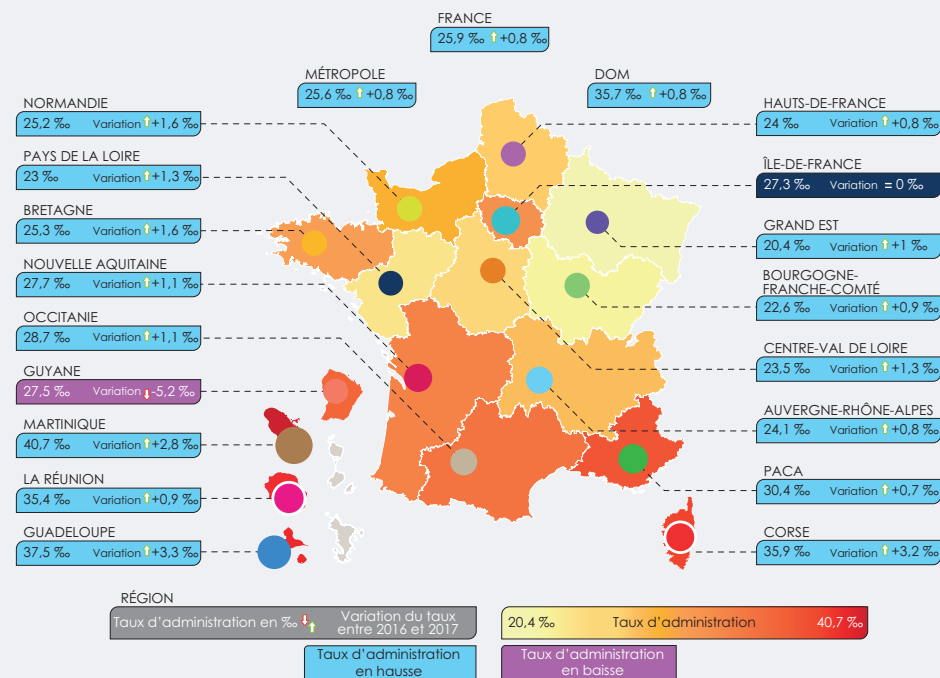 FRANCE
25,9 ‰ +0,8 ‰
MÉTROPOLE
25,6 ‰ +0,8 ‰
DOM
35,7 ‰ +0,8 ‰
NORMANDIE
25,2 ‰ Variation +1,6 ‰
PAYS DE LA LOIRE
23 ‰ Variation +1,3 ‰
BRETAGNE
25,3 ‰ Variation +1,6 ‰
NOUVELLE AQUITAINE
27,7 ‰ Variation +1,1 ‰
OCCITANIE
28,7 ‰ Variation +1,1 ‰
GUYANE
27,5 ‰ Variation -5,2 ‰
MARTINIQUE
40,7 ‰ Variation +2,8 ‰
LA RÉUNION
35,4 ‰ Variation +0,9 ‰
GUADELOUPE
37,5 ‰ Variation +3,3 ‰
HAUTS-DE-FRANCE
24 ‰ Variation +0,8 ‰
ÎLE-DE-FRANCE
27,3 ‰ Variation = 0 ‰
GRAND EST
20,4 ‰ Variation +1 ‰
BOURGOGNE-
FRANCHE-COMTÉ
22,6 ‰ Variation +0,9 ‰
CENTRE-VAL DE LOIRE
23,5 ‰ Variation +1,3 ‰
AUVERGNE-RHÔNE-ALPES
24,1 ‰ Variation +0,8 ‰
PACA
30,4 ‰ Variation +0,7 ‰
CORSE
35,9 ‰ Variation +3,2 ‰
RÉGION
Taux d'administration en ‰ Variation du taux
entre 2016 et 2017
20,4 ‰ Taux d'administration 40,7 ‰
Taux d'administration
en hausse
Taux d'administration
en baisse